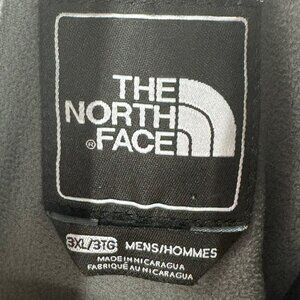 THE
NORTH
®FACE
3XL/3TG MENS/HOMMES
MADE IN NICARAGUA
FABRIQUÉ AU NICARAGUA